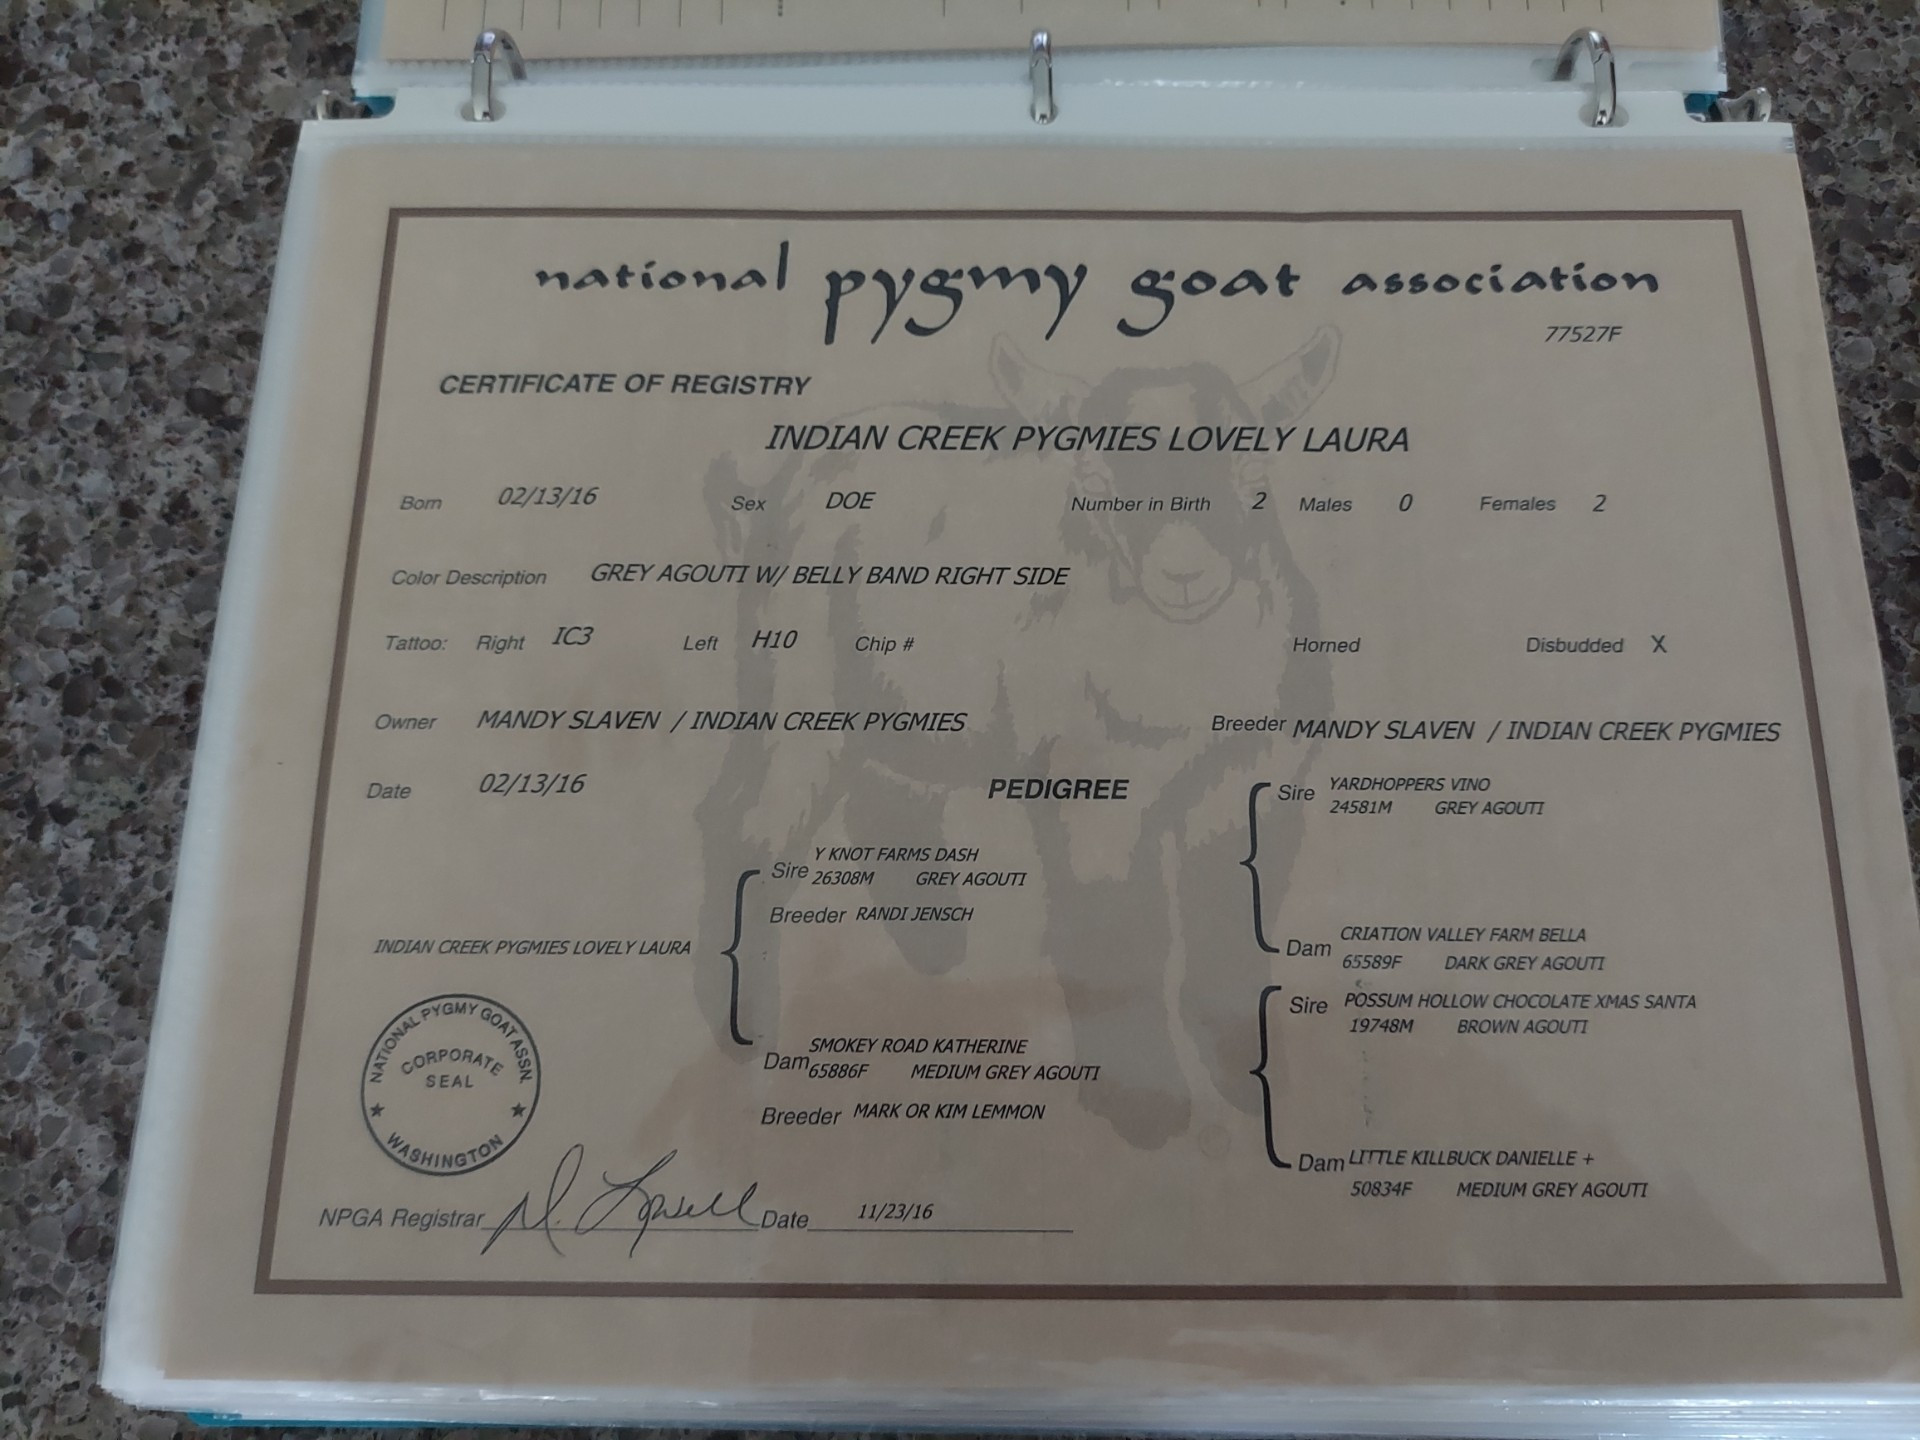 national pygmy goat association
77527F
CERTIFICATE OF REGISTRY
INDIAN CREEK PYGMIES LOVELY LAURA
Born 02/13/16 Sex DOE Number in Birth 2 Males 0 Females 2
Color Description GREY AGOUTI W/ BELLY BAND RIGHT SIDE
Tattoo: Right IC3 Left H10 Chip # Horned Disbudded X
Owner MANDY SLAVEN / INDIAN CREEK PYGMIES Breeder MANDY SLAVEN / INDIAN CREEK PYGMIES
Date 02/13/16 PEDIGREE
Sire YARDHOPPERS VINO
24581M GREY AGOUTI
Sire Y KNOT FARMS DASH
26308M GREY AGOUTI
Breeder RANDI JENSCH
Dam CRIATION VALLEY FARM BELLA
65589F DARK GREY AGOUTI
INDIAN CREEK PYGMIES LOVELY LAURA
Sire POSSUM HOLLOW CHOCOLATE XMAS SANTA
19748M BROWN AGOUTI
Dam SMOKEY ROAD KATHERINE
65886F MEDIUM GREY AGOUTI
Breeder MARK OR KIM LEMMON
Dam LITTLE KILLBUCK DANIELLE +
50834F MEDIUM GREY AGOUTI
NATIONAL PYGMY GOAT ASSN.
CORPORATE
SEAL
WASHINGTON
NPGA Registrar Date 11/23/16